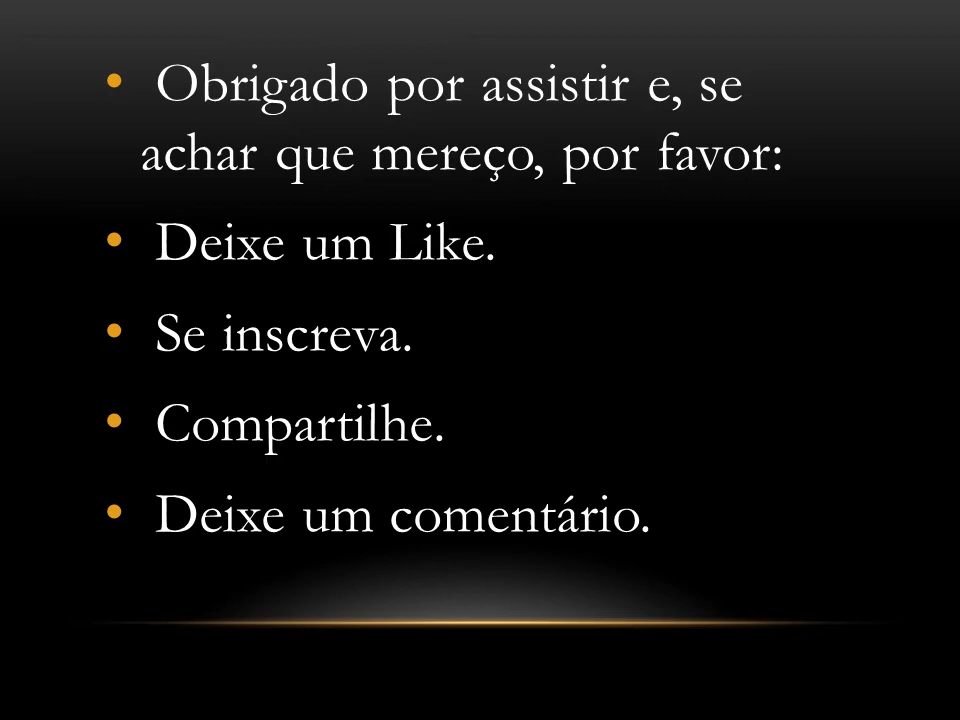 • Obrigado por assistir e, se
achar que mereço, por favor:
• Deixe um Like.
• Se inscreva.
• Compartilhe.
• Deixe um comentário.